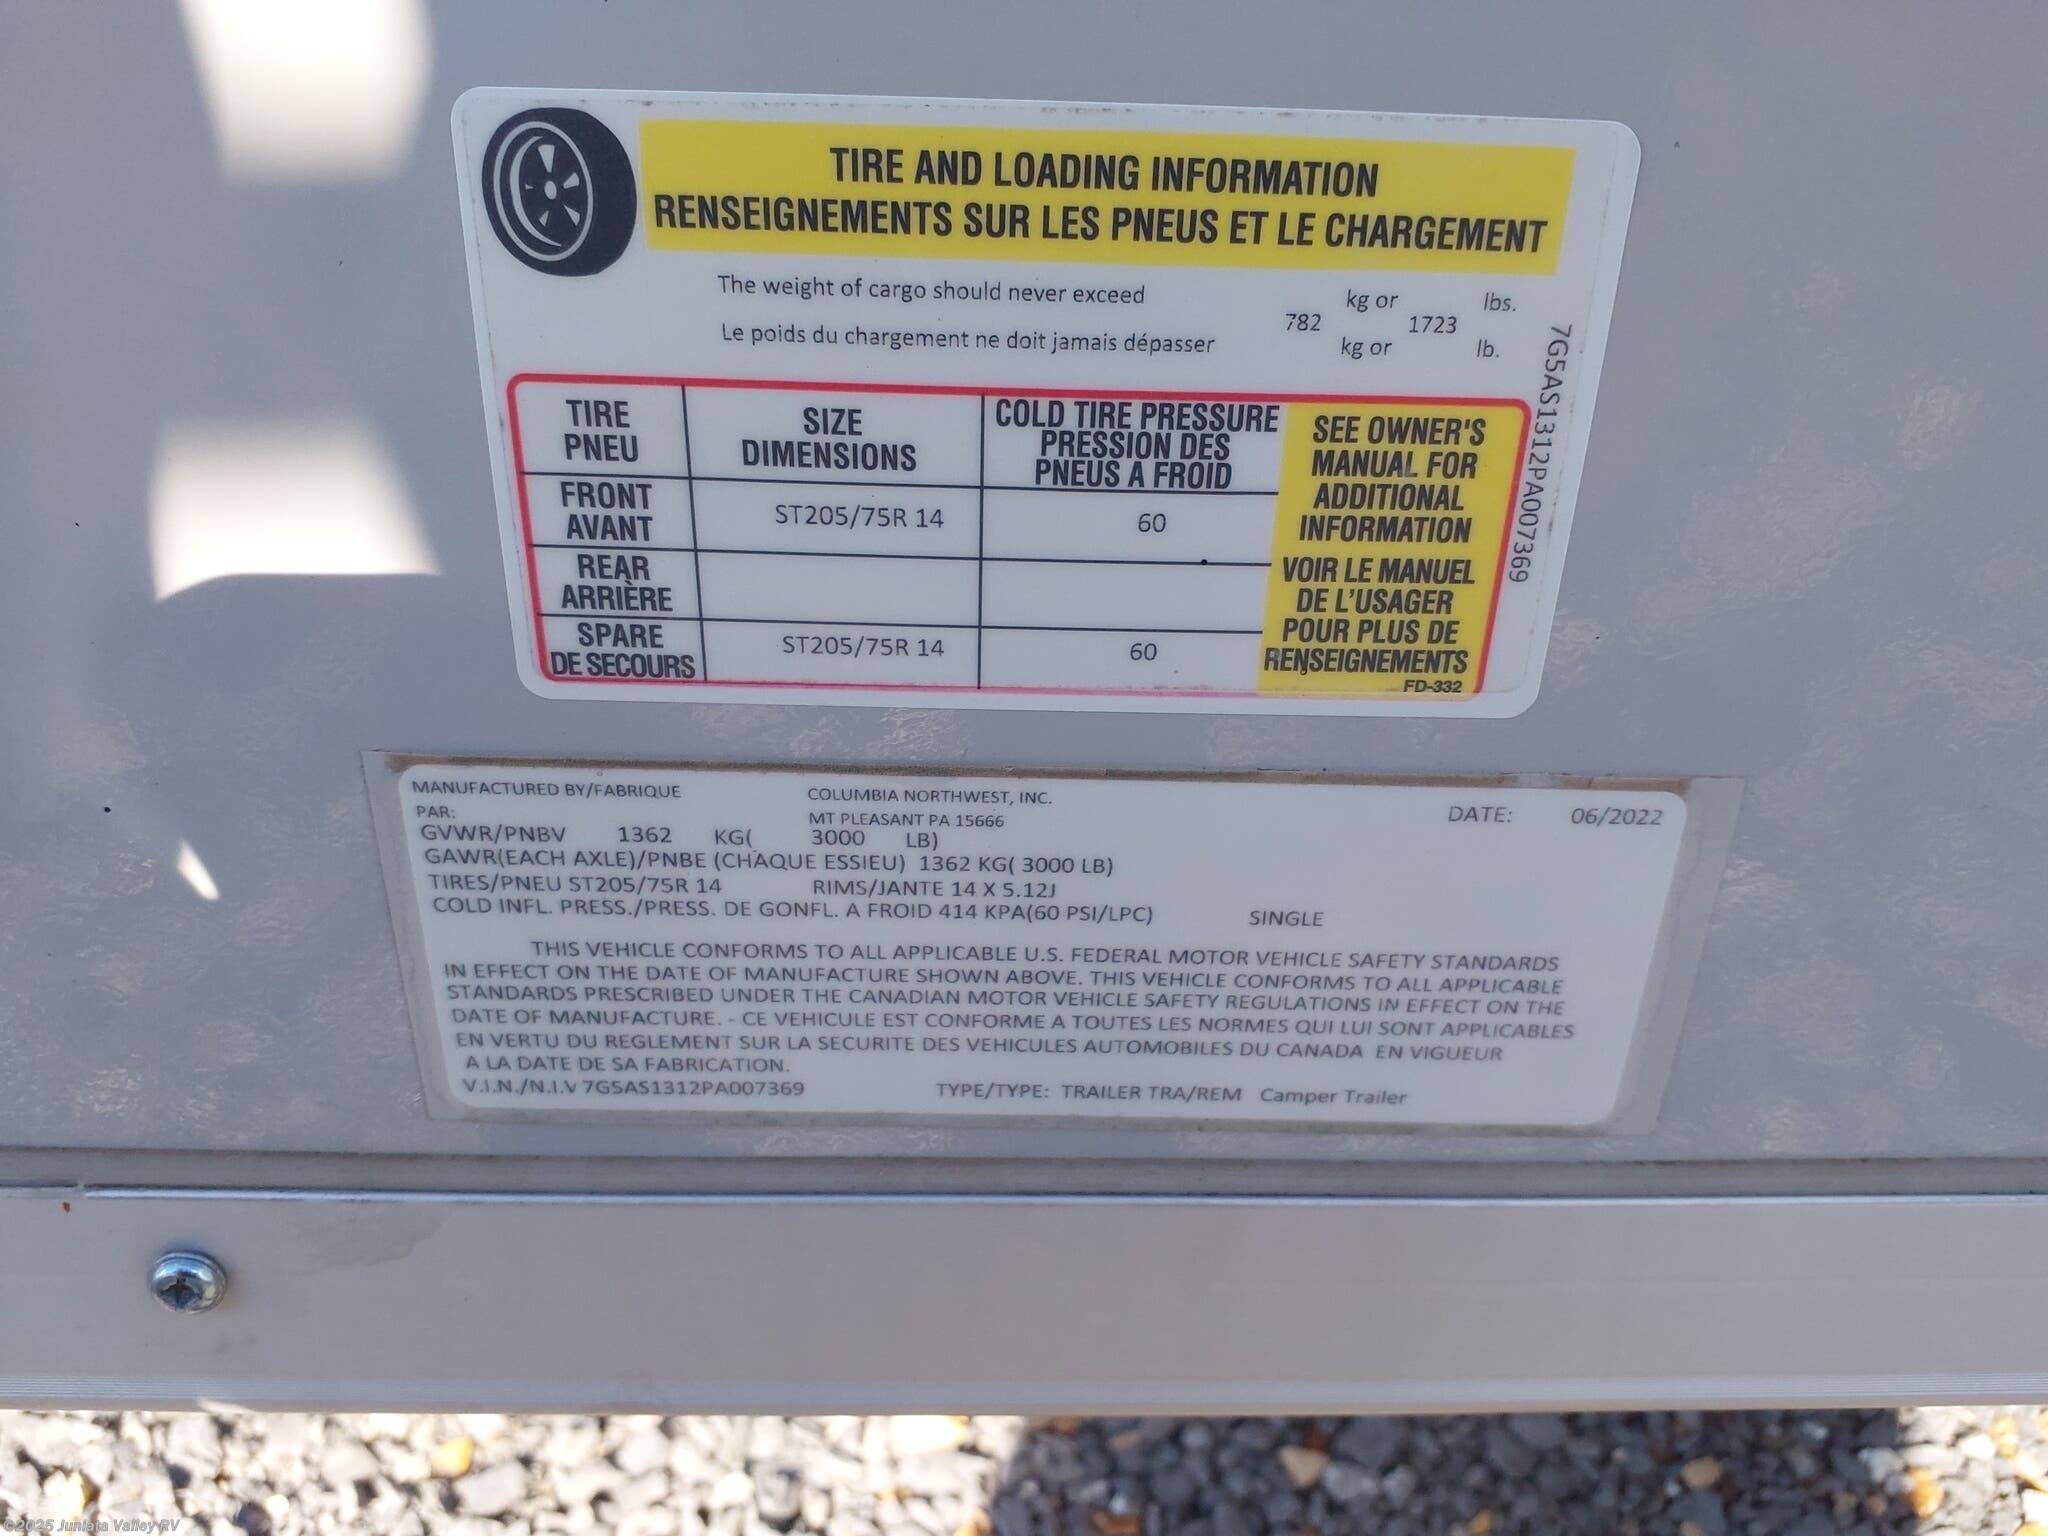 TIRE AND LOADING INFORMATION
RENSEIGNEMENTS SUR LES PNEUS ET LE CHARGEMENT
The weight of cargo should never exceed kg or lbs.
782 1723
Le poids du chargement ne doit jamais dépasser kg or lb.
7G5AS1312PA007369
TIRE PNEU
SIZE DIMENSIONS
COLD TIRE PRESSURE
PRESSION DES
PNEUS A FROID
FRONT AVANT
ST205/75R 14
60
REAR ARRIÈRE
SPARE DE SECOURS
ST205/75R 14
60
SEE OWNER'S
MANUAL FOR
ADDITIONAL
INFORMATION
VOIR LE MANUEL
DE L'USAGER
POUR PLUS DE
RENSEIGNEMENTS
FD-332
MANUFACTURED BY/FABRIQUE COLUMBIA NORTHWEST, INC. DATE: 06/2022
PAR: MT PLEASANT PA 15666
GVWR/PNBV 1362 KG( 3000 LB)
GAWR(EACH AXLE)/PNBE (CHAQUE ESSIEU) 1362 KG( 3000 LB)
TIRES/PNEU ST205/75R 14 RIMS/JANTE 14 X 5.12J
COLD INFL. PRESS./PRESS. DE GONFL. A FROID 414 KPA(60 PSI/LPC) SINGLE
THIS VEHICLE CONFORMS TO ALL APPLICABLE U.S. FEDERAL MOTOR VEHICLE SAFETY STANDARDS
IN EFFECT ON THE DATE OF MANUFACTURE SHOWN ABOVE. THIS VEHICLE CONFORMS TO ALL APPLICABLE
STANDARDS PRESCRIBED UNDER THE CANADIAN MOTOR VEHICLE SAFETY REGULATIONS IN EFFECT ON THE
DATE OF MANUFACTURE. - CE VEHICULE EST CONFORME A TOUTES LES NORMES QUI LUI SONT APPLICABLES
EN VERTU DU REGLEMENT SUR LA SECURITE DES VEHICULES AUTOMOBILES DU CANADA EN VIGUEUR
A LA DATE DE SA FABRICATION.
V.I.N./N.I.V 7G5AS1312PA007369 TYPE/TYPE: TRAILER TRA/REM Camper Trailer
©2025 Juniata Valley RV